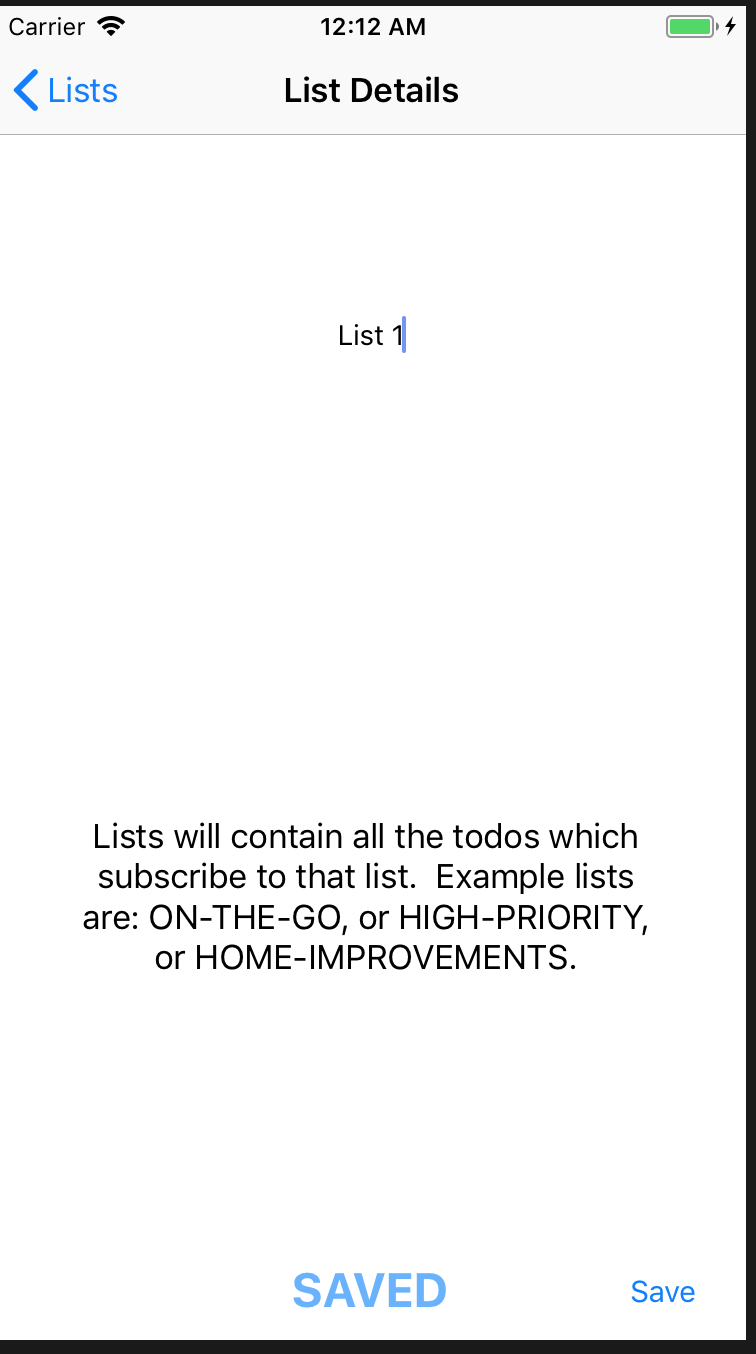 Carrier 12:12 AM
Lists List Details
List 1
Lists will contain all the todos which
subscribe to that list.  Example lists
are: ON-THE-GO, or HIGH-PRIORITY,
or HOME-IMPROVEMENTS.
SAVED Save